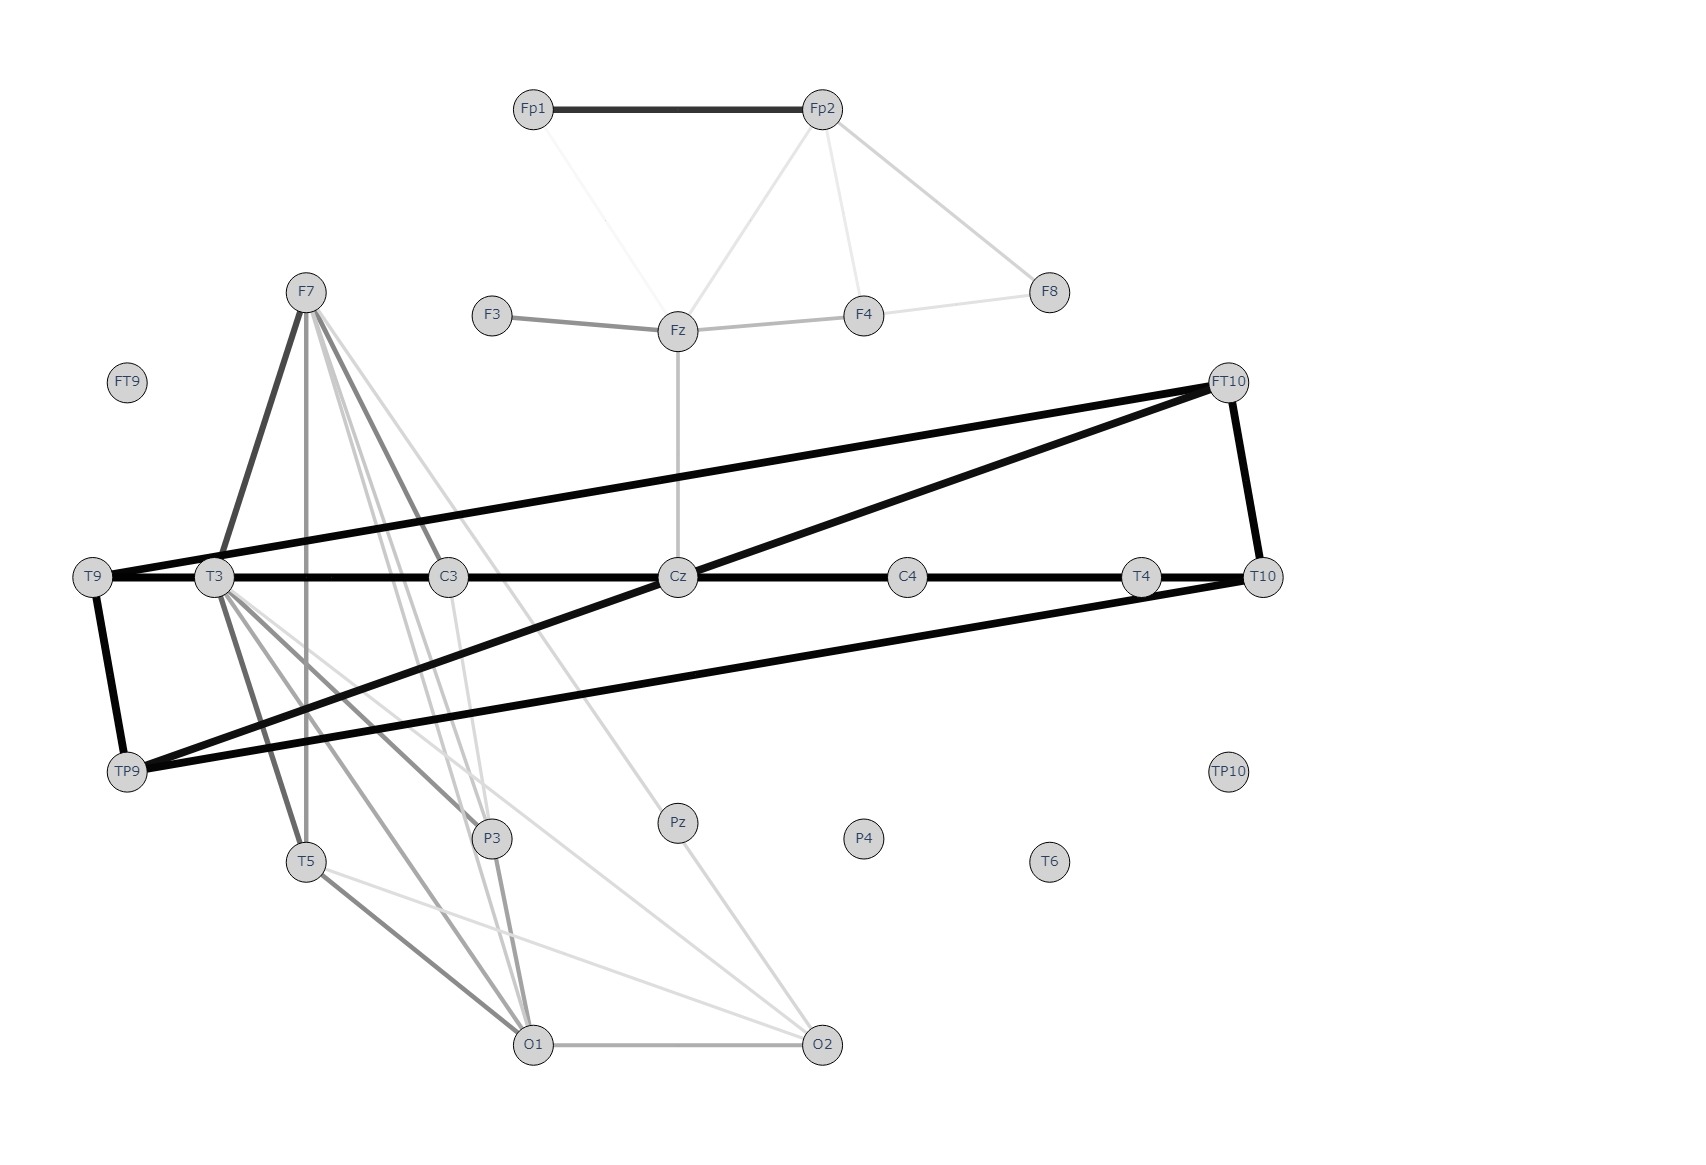 Fp1 Fp2
F7 F3 Fz F4 F8
FT9 FT10
T9 T3 C3 Cz C4 T4 T10
TP9 TP10
T5 P3 Pz P4 T6
O1 O2